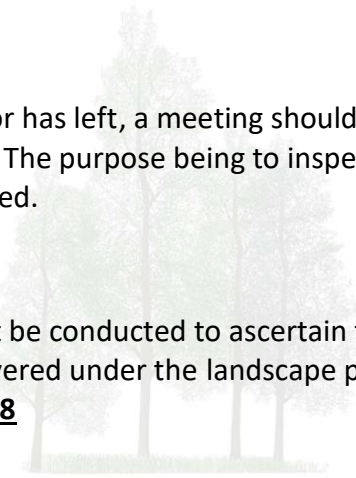 or has left, a meeting should
The purpose being to inspe
ed.
t be conducted to ascertain
vered under the landscape p
8